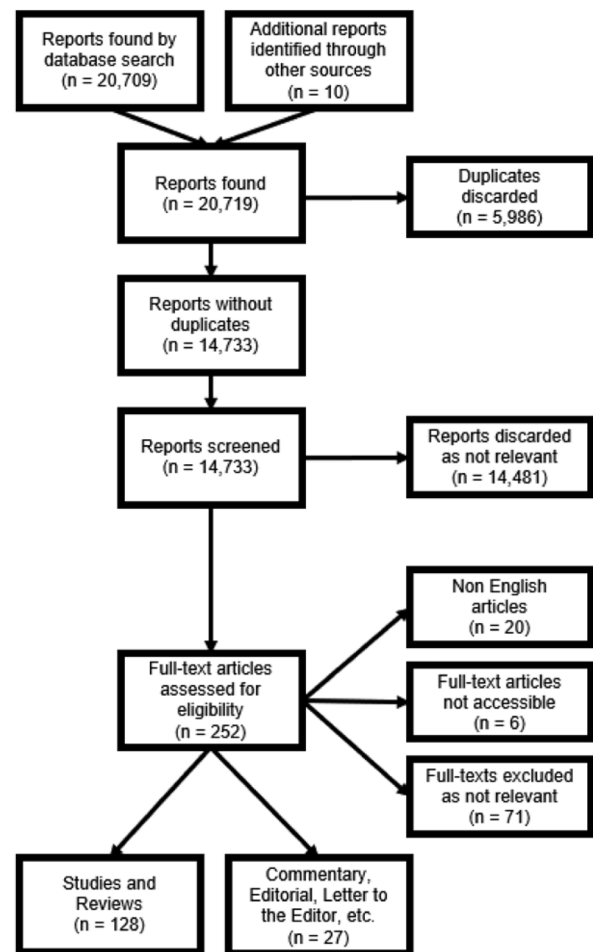 Reports found by
database search
(n = 20,709)
Additional reports
identified through
other sources
(n = 10)
Reports found
(n = 20,719)
Duplicates
discarded
(n = 5,986)
Reports without
duplicates
(n = 14,733)
Reports screened
(n = 14,733)
Reports discarded
as not relevant
(n = 14,481)
Non English
articles
(n = 20)
Full-text articles
assessed for
eligibility
(n = 252)
Full-text articles
not accessible
(n = 6)
Full-texts excluded
as not relevant
(n = 71)
Studies and
Reviews
(n = 128)
Commentary,
Editorial, Letter to
the Editor, etc.
(n = 27)